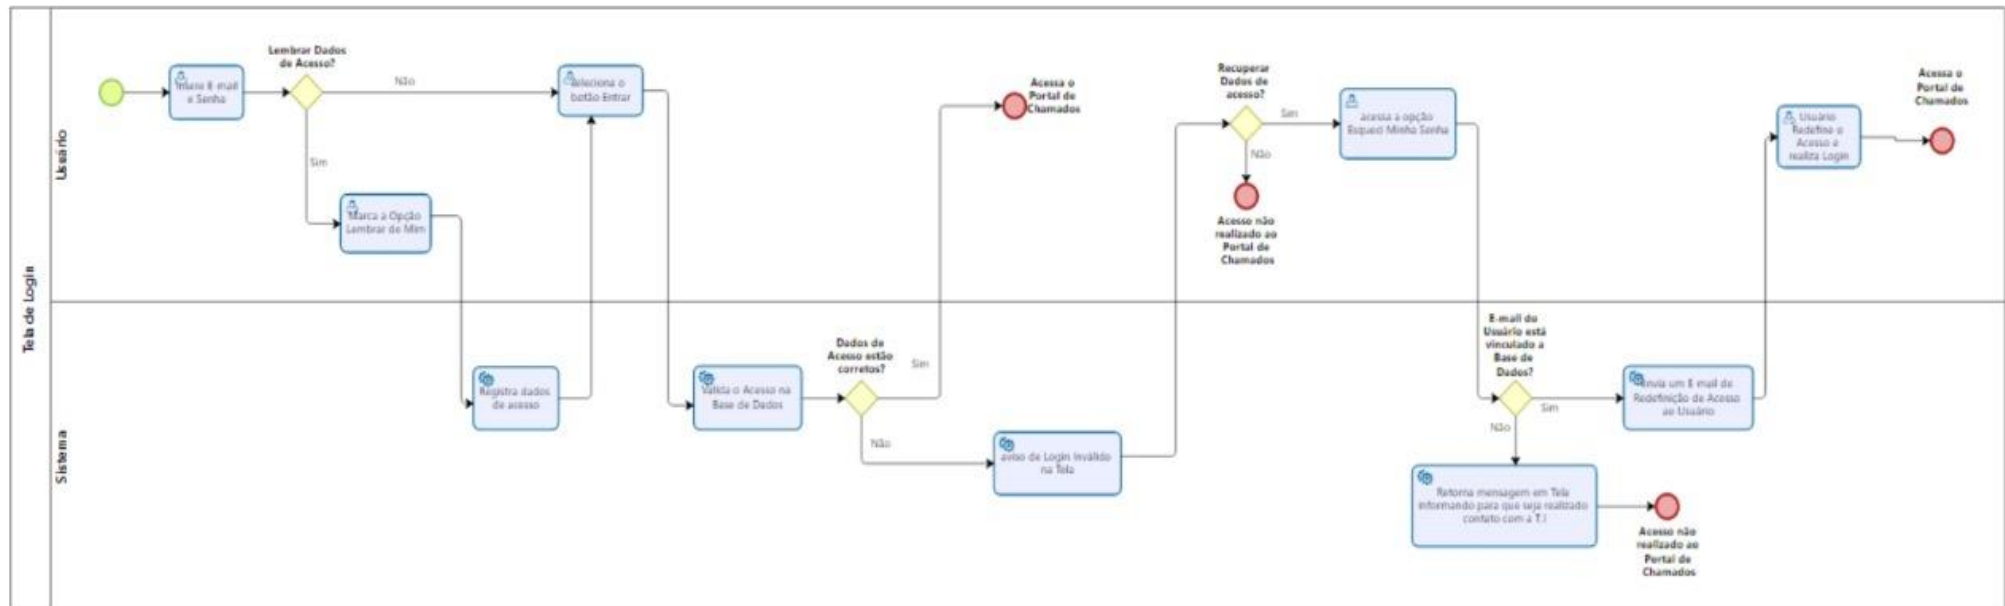 Tela de Login
Usuário
Sistema
Insere E-mail
e Senha
Lembrar Dados
de Acesso?
Não
Sim
Marca a Opção
Lembrar de Mim
Registra dados
de acesso
Seleciona o
botão Entrar
Valida o Acesso na
Base de Dados
Dados de
Acesso estão
corretos?
Sim
Não
Acessa o
Portal de
Chamados
aviso de Login Inválido
na Tela
Recuperar
Dados de
acesso?
Sim
Não
Acesso não
realizado ao
Portal de
Chamados
acessa a opção
Esqueci Minha Senha
E-mail do
Usuário está
vinculado a
Base de
Dados?
Sim
Não
Envia um E mail de
Redefinição de Acesso
ao Usuário
Retorna mensagem em Tela
informando para que seja realizado
contato com a T.I
Acesso não
realizado ao
Portal de
Chamados
Usuário
Redefine o
Acesso e
realiza Login
Acessa o
Portal de
Chamados